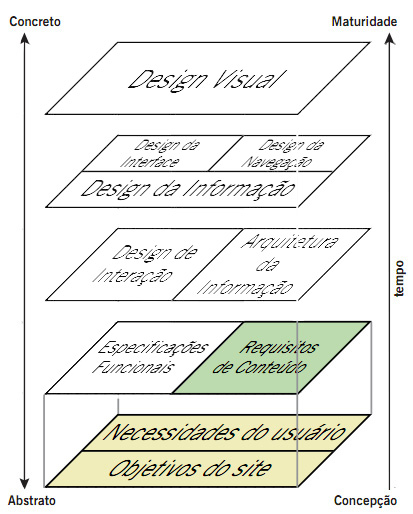 Concreto
Maturidade
Design Visual
Design da
Interface
Design da
Navegação
Design da Informação
Design de
Interação
Arquitetura
da
Informação
tempo
Especificações
Funcionais
Requisitos
de Conteúdo
Necessidades do usuário
Objetivos do site
Abstrato
Concepção